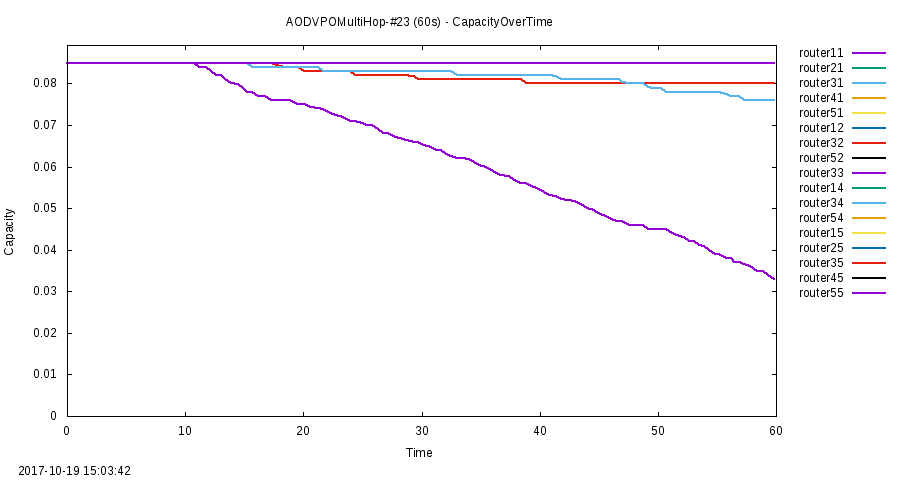 AODVPOMultiHop-#23 (60s) - CapacityOverTime
router11
router21
router31
router41
router51
router12
router32
router52
router33
router14
router34
router54
router15
router25
router35
router45
router55
0.08
0.07
0.06
0.05
0.04
0.03
0.02
0.01
0
Capacity
0 10 20 30 40 50 60
Time
2017-10-19 15:03:42